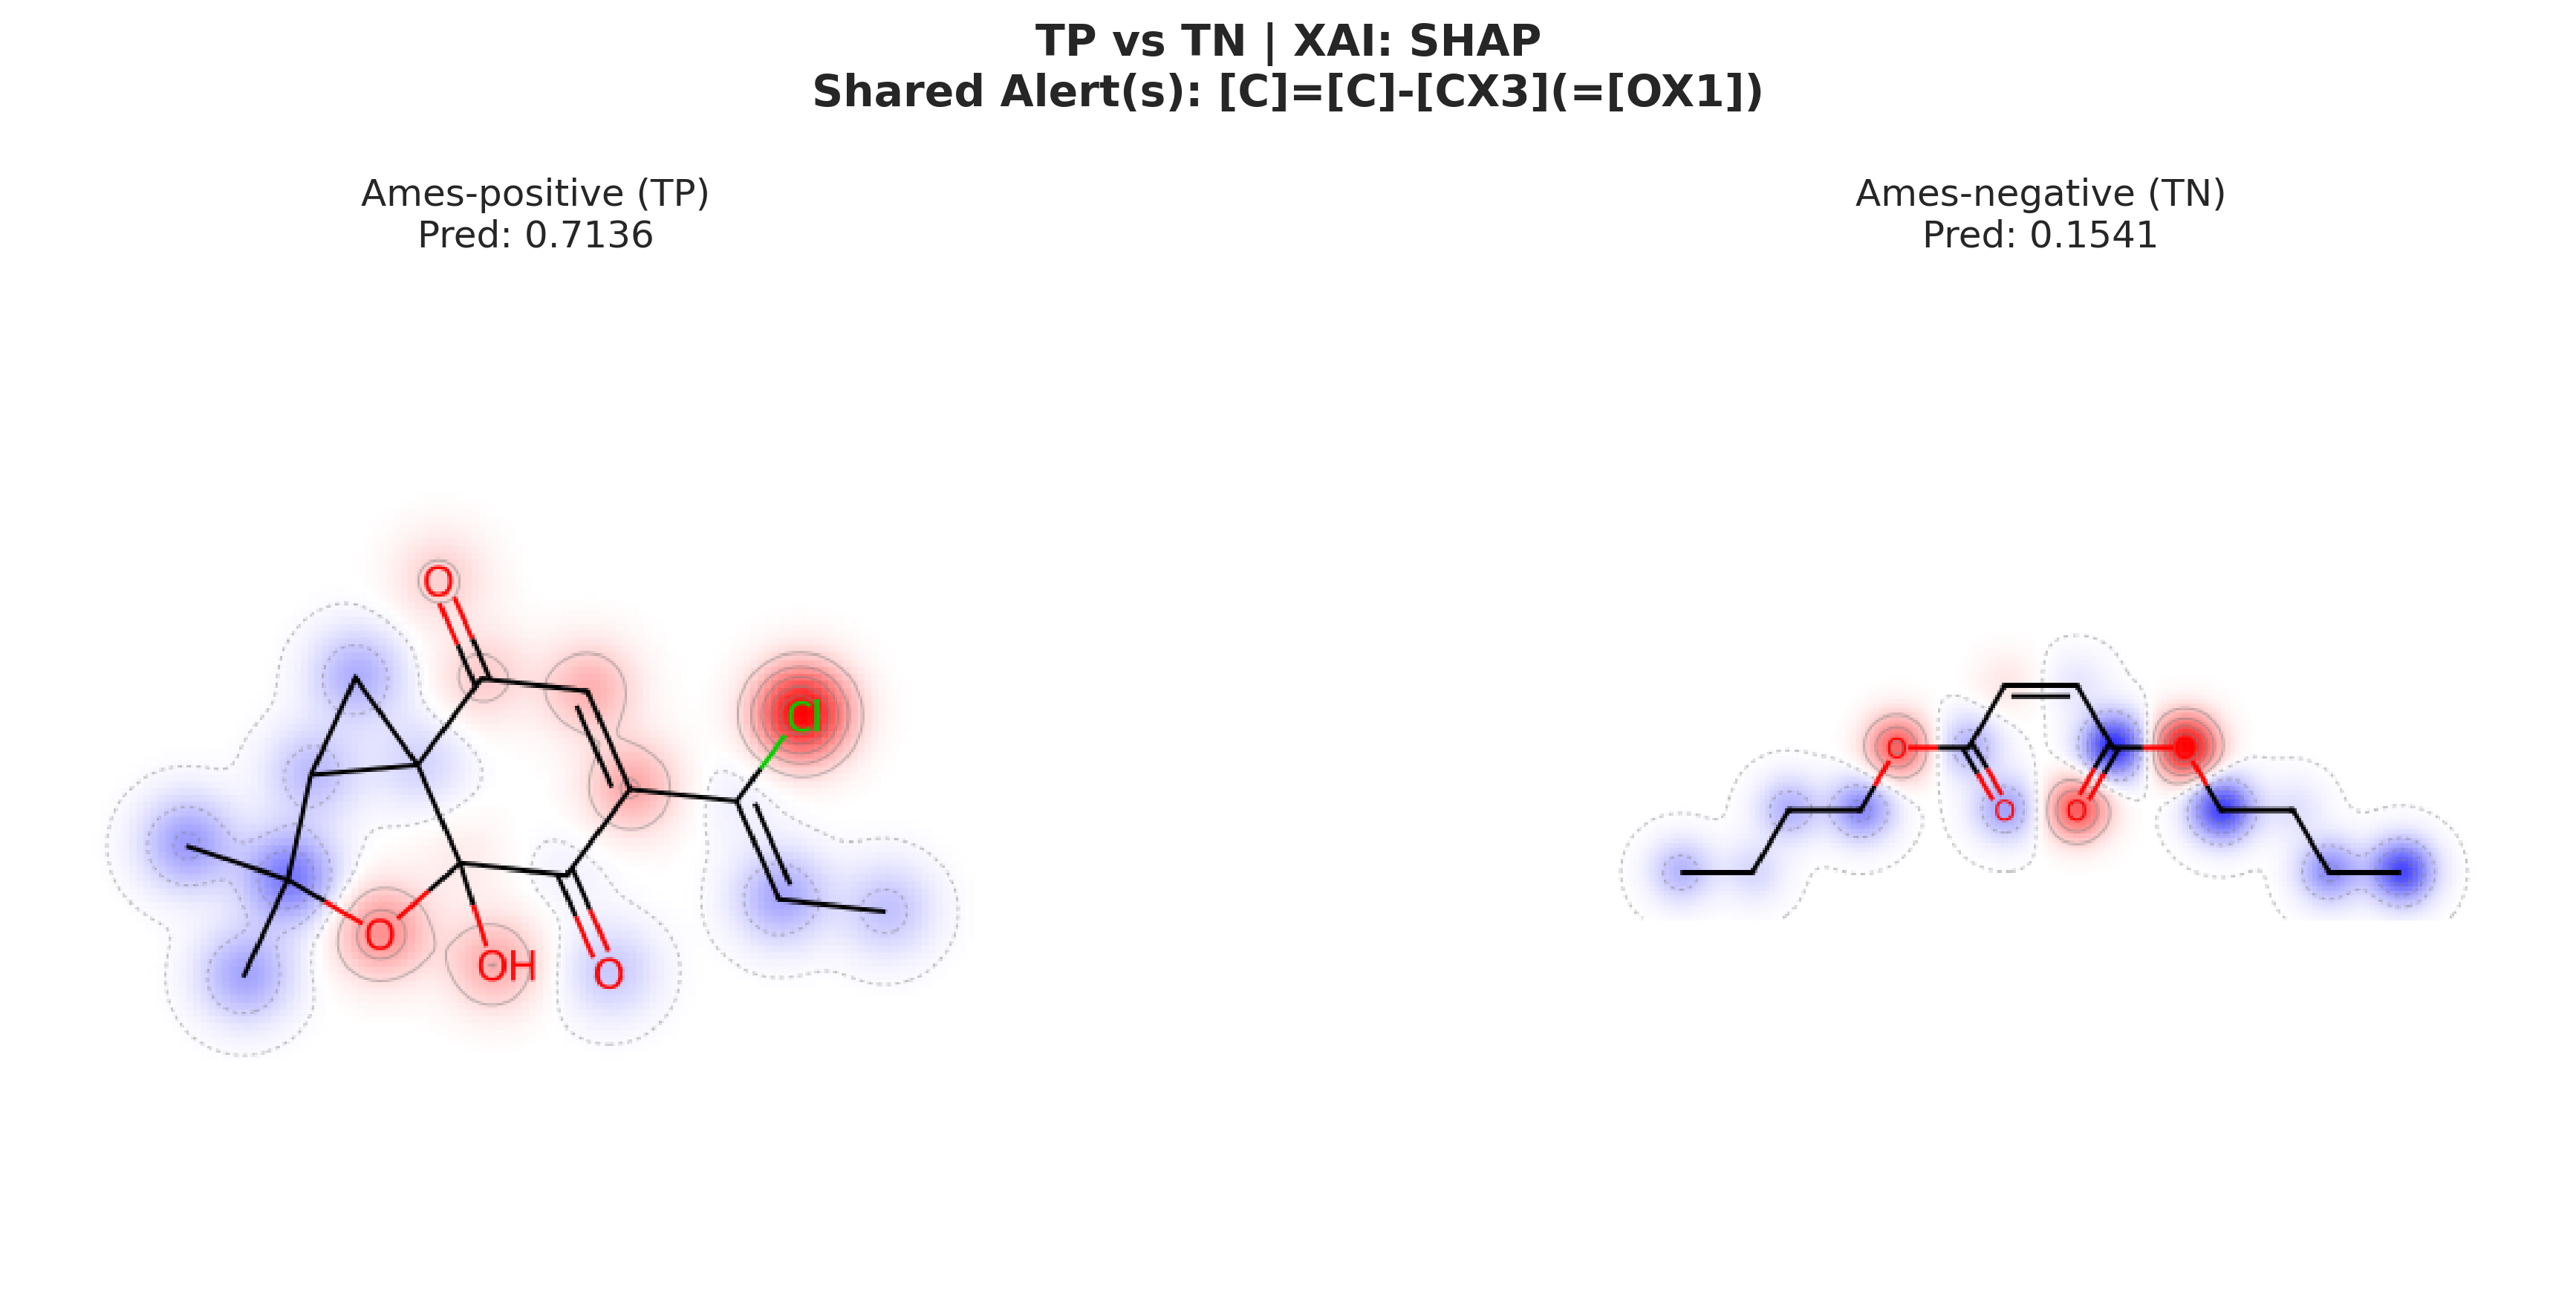 TP vs TN | XAI: SHAP
Shared Alert(s): [C]=[C]-[CX3](=[OX1])
Ames-positive (TP)
Pred: 0.7136
Ames-negative (TN)
Pred: 0.1541
O
Cl
O
OH
O
O
O
O